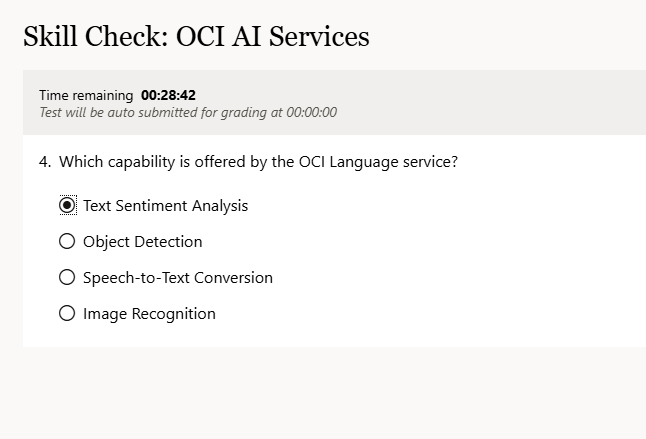 Skill Check: OCI AI Services
Time remaining 00:28:42
Test will be auto submitted for grading at 00:00:00
4. Which capability is offered by the OCI Language service?
Text Sentiment Analysis
Object Detection
Speech-to-Text Conversion
Image Recognition